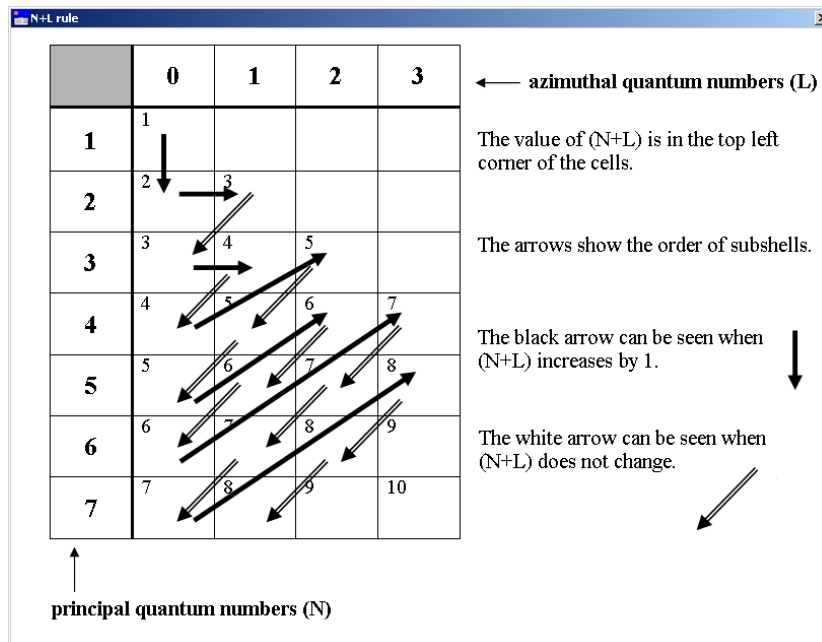 N+L rule
0 1 2 3
azimuthal quantum numbers (L)
1 1
The value of (N+L) is in the top left
corner of the cells.
2 2 3
3 3 4 5
The arrows show the order of subshells.
4 4 5 6 7
The black arrow can be seen when
(N+L) increases by 1.
5 5 6 7 8
6 6 7 8 9
The white arrow can be seen when
(N+L) does not change.
7 7 8 9 10
principal quantum numbers (N)